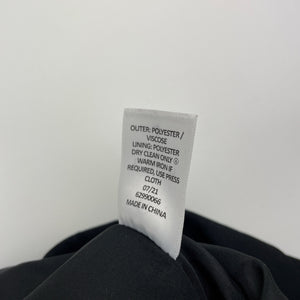 OUTER: POLYESTER /
VISCOSE
LINING: POLYESTER
DRY CLEAN ONLY Ⓢ
WARM IRON IF
REQUIRED, USE PRESS
CLOTH
07/21
62990066
MADE IN CHINA